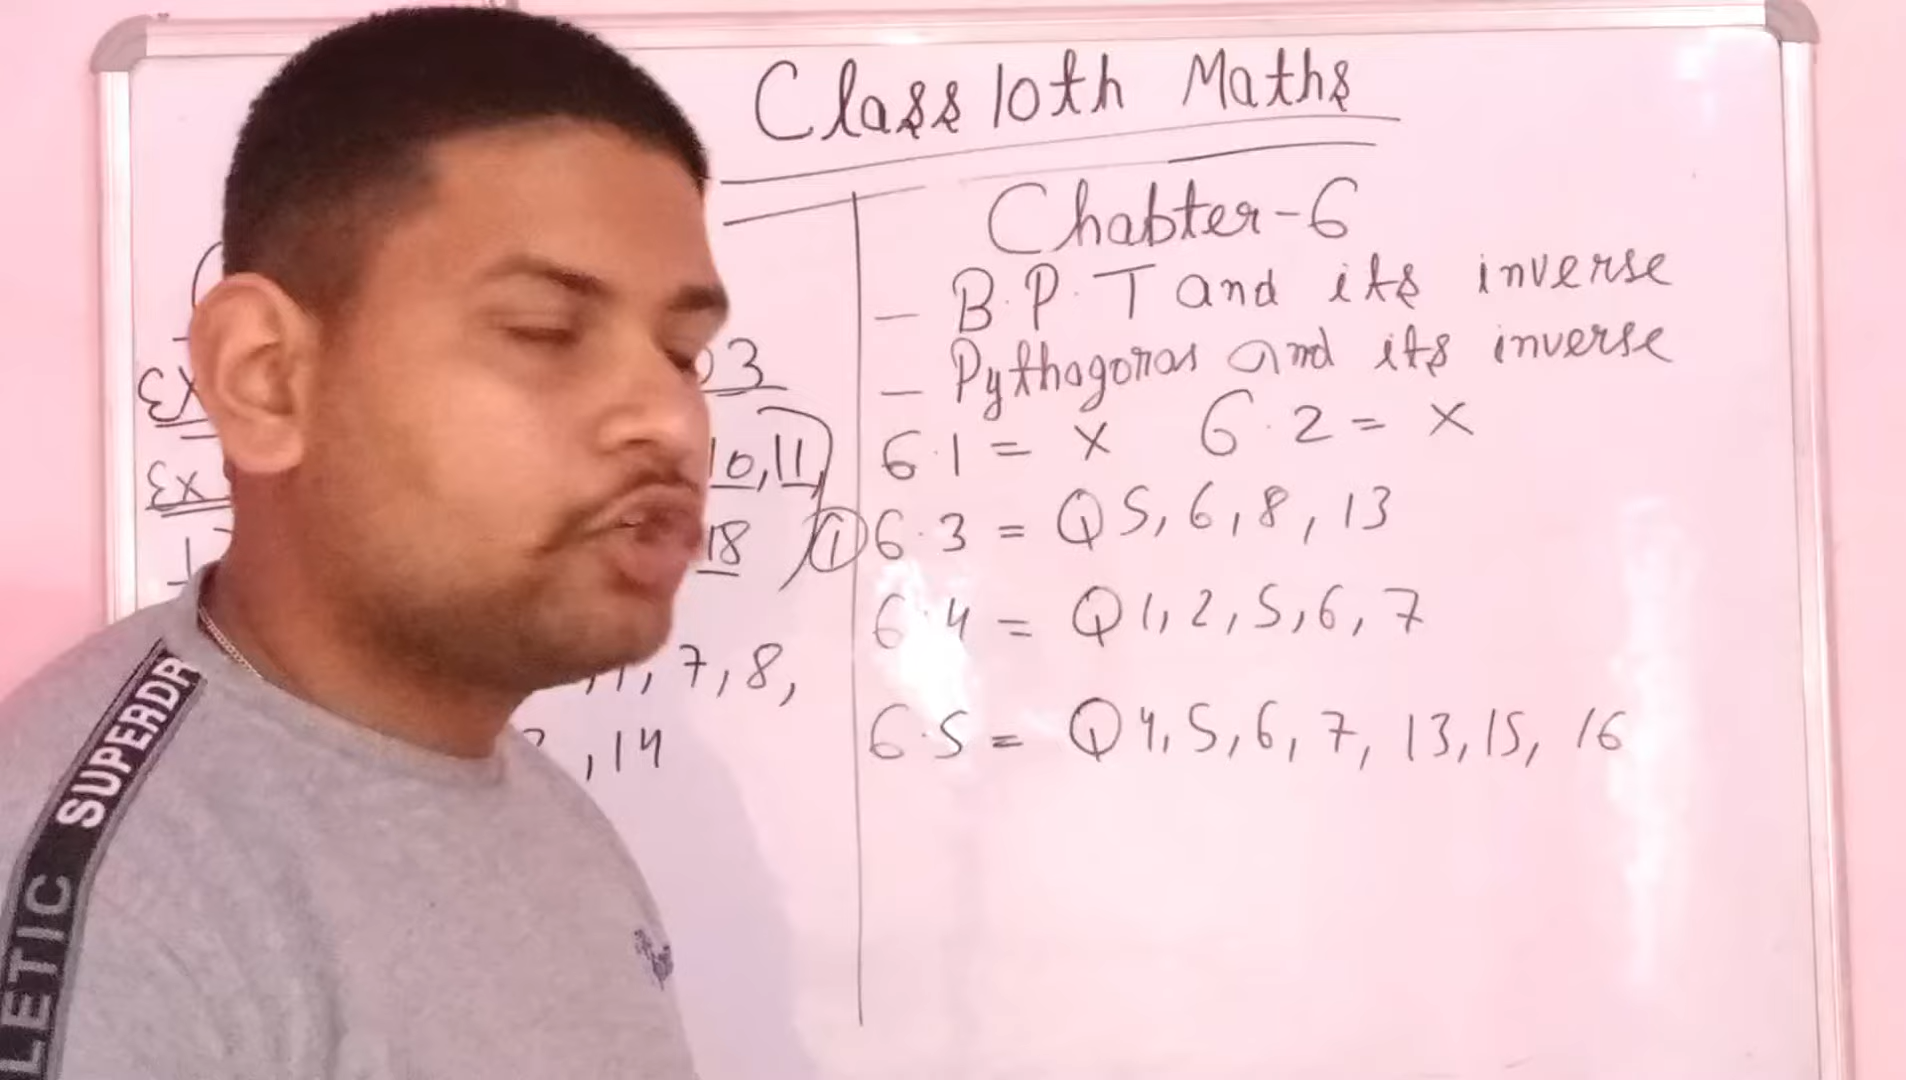 Class 10th Maths
03
Ex
Ex
10, 11,
18
7, 8,
, 14
Chabter-6
- B.P.T and its inverse
- Pythagoras and its inverse
6.1 = x 6.2 = x
① 6.3 = Q 5, 6, 8, 13
6.4 = Q 1, 2, 5, 6, 7
6.5 = Q 4, 5, 6, 7, 13, 15, 16
LETIC SUPERDR